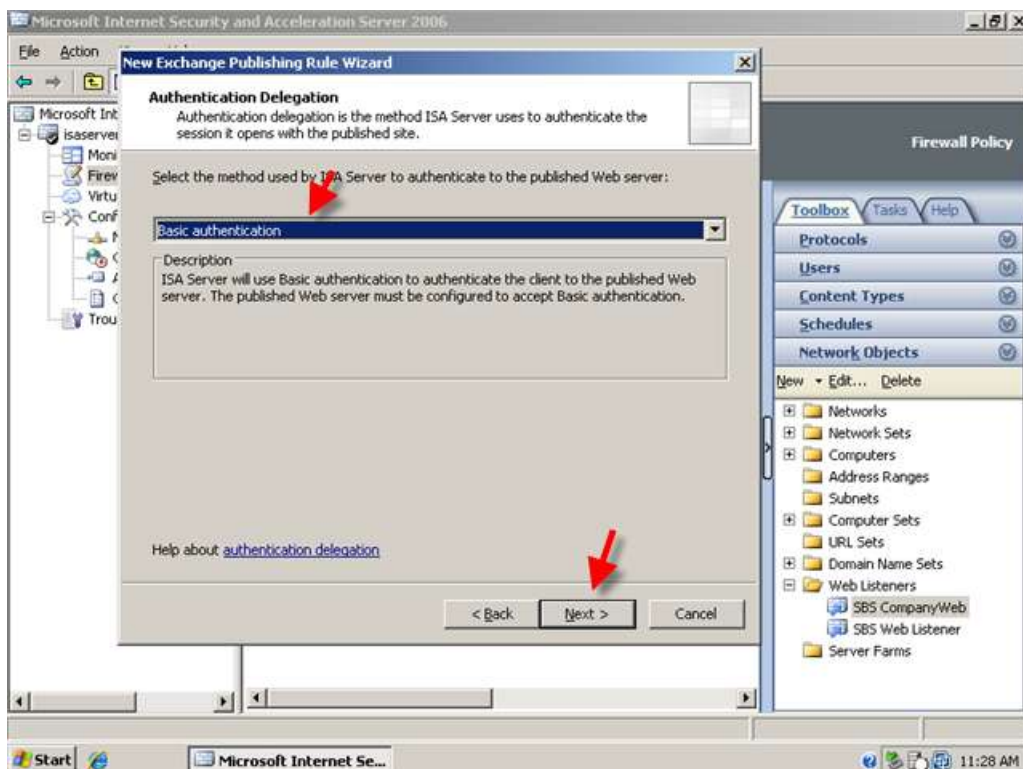 Microsoft Internet Security and Acceleration Server 2006
File Action
New Exchange Publishing Rule Wizard
Authentication Delegation
Authentication delegation is the method ISA Server uses to authenticate the
session it opens with the published site.
Select the method used by ISA Server to authenticate to the published Web server:
Basic authentication
Description
ISA Server will use Basic authentication to authenticate the client to the published Web
server. The published Web server must be configured to accept Basic authentication.
Help about authentication delegation
< Back Next > Cancel
Microsoft Int
isaserver
Moni
Firew
Virtu
Conf
N
C
A
G
Trou
Firewall Policy
Toolbox Tasks Help
Protocols
Users
Content Types
Schedules
Network Objects
New Edit... Delete
Networks
Network Sets
Computers
Address Ranges
Subnets
Computer Sets
URL Sets
Domain Name Sets
Web Listeners
SBS CompanyWeb
SBS Web Listener
Server Farms
Start Microsoft Internet Se... 11:28 AM